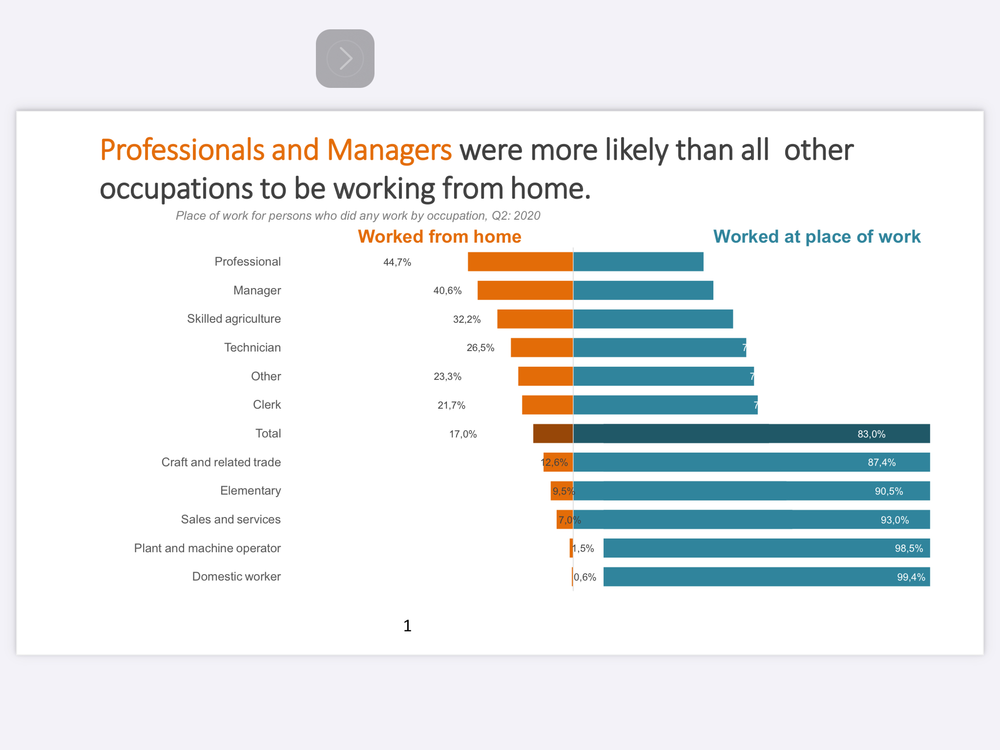 Professionals and Managers were more likely than all  other
occupations to be working from home.
Place of work for persons who did any work by occupation, Q2: 2020
Worked from home
Worked at place of work
Professional 44,7%
Manager 40,6%
Skilled agriculture 32,2%
Technician 26,5% 7
Other 23,3% 7
Clerk 21,7% 7
Total 17,0% 83,0%
Craft and related trade 12,6% 87,4%
Elementary 9,5% 90,5%
Sales and services 7,0% 93,0%
Plant and machine operator 1,5% 98,5%
Domestic worker 0,6% 99,4%
1